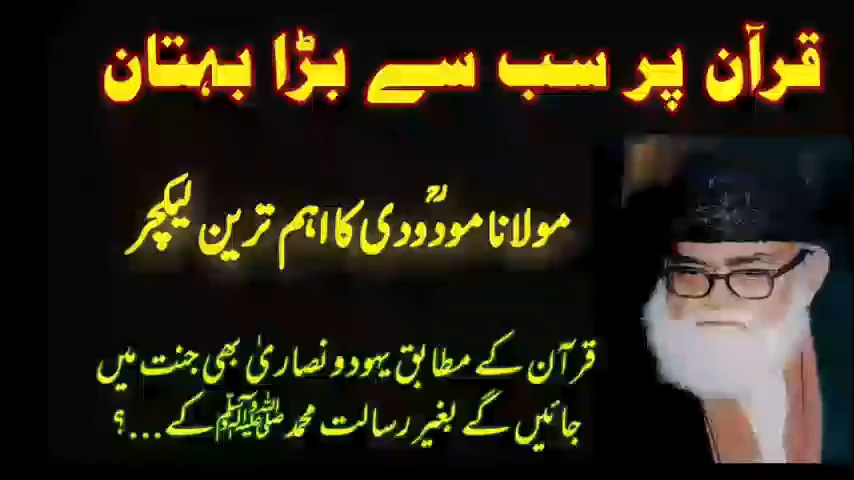 قرآن پر سب سے بڑا بہتان
مولانا مودودیؒ کا اہم ترین لیکچر
قرآن کے مطابق یہود و نصاریٰ بھی جنت میں
جائیں گے بغیر رسالت محمد ﷺ کے...؟